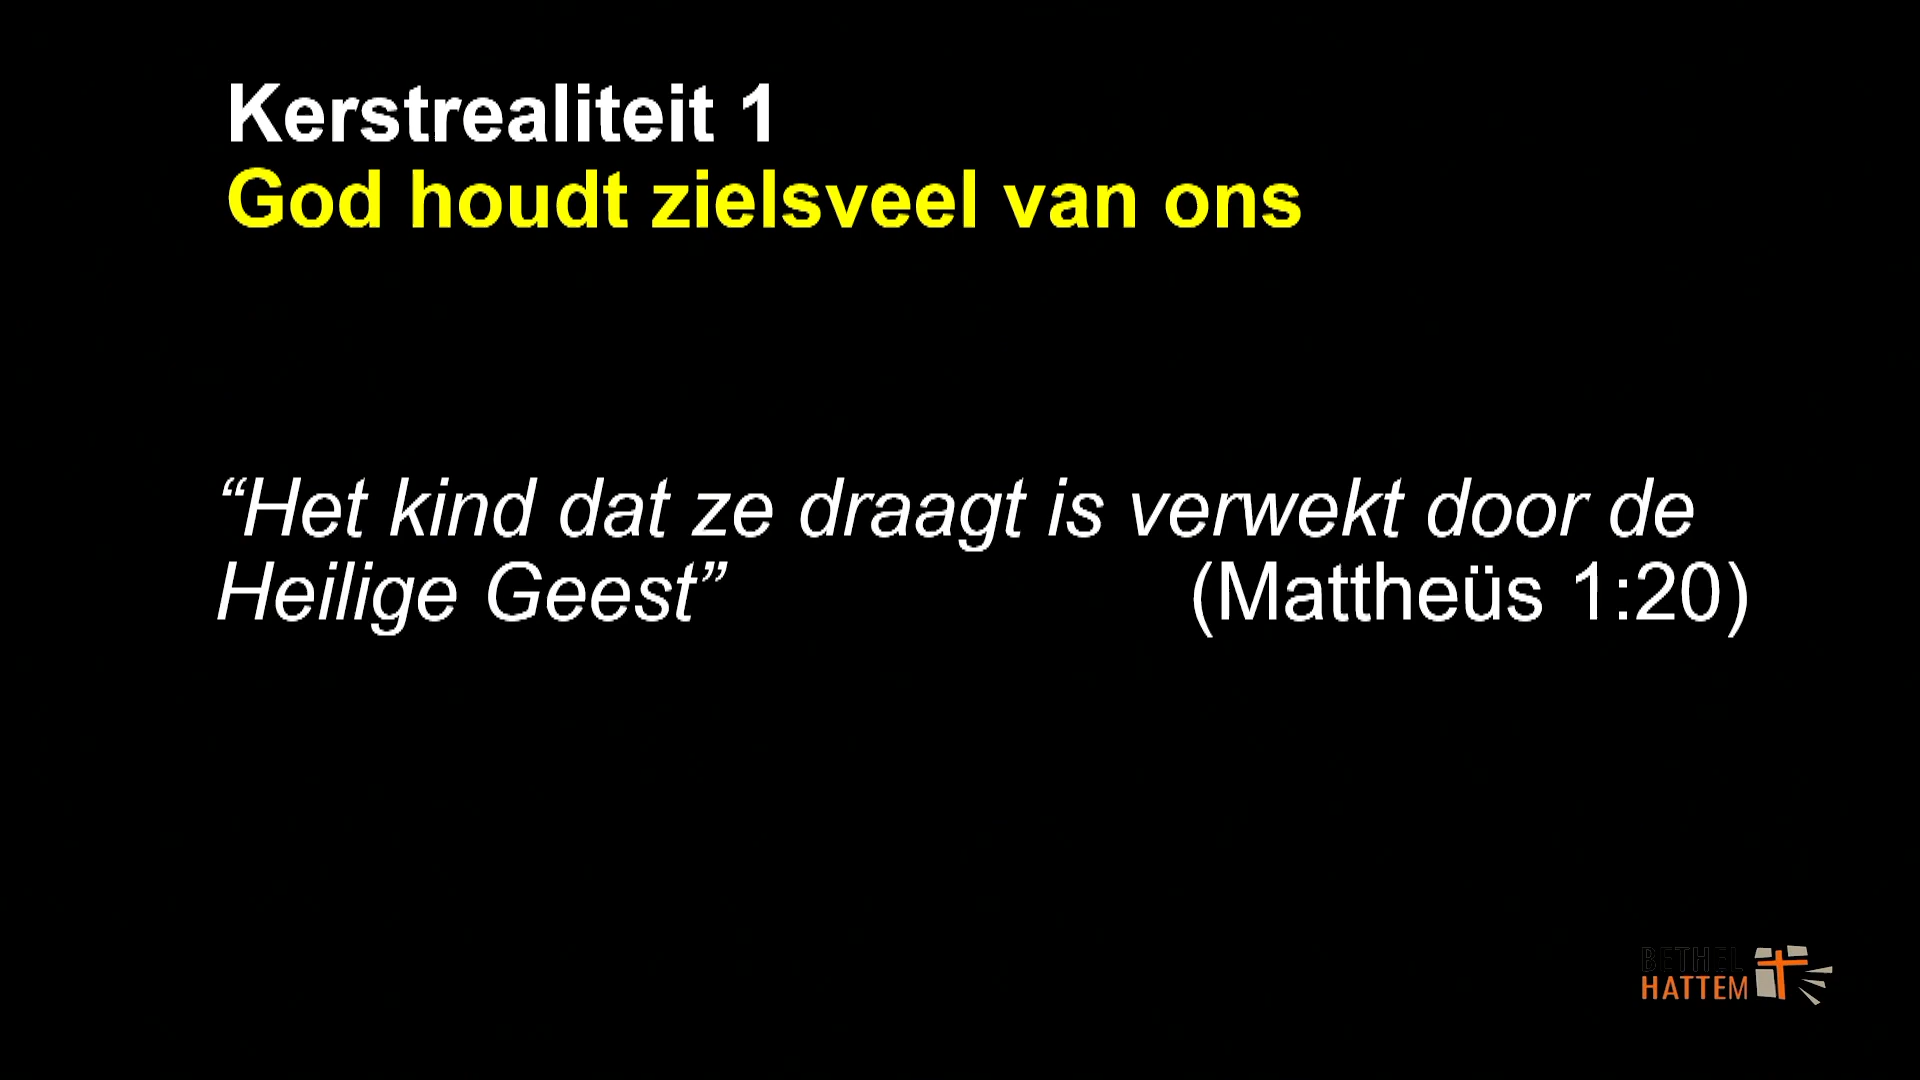 Kerstrealiteit 1
God houdt zielsveel van ons
“Het kind dat ze draagt is verwekt door de
Heilige Geest” (Mattheüs 1:20)
BETHEL
HATTEM